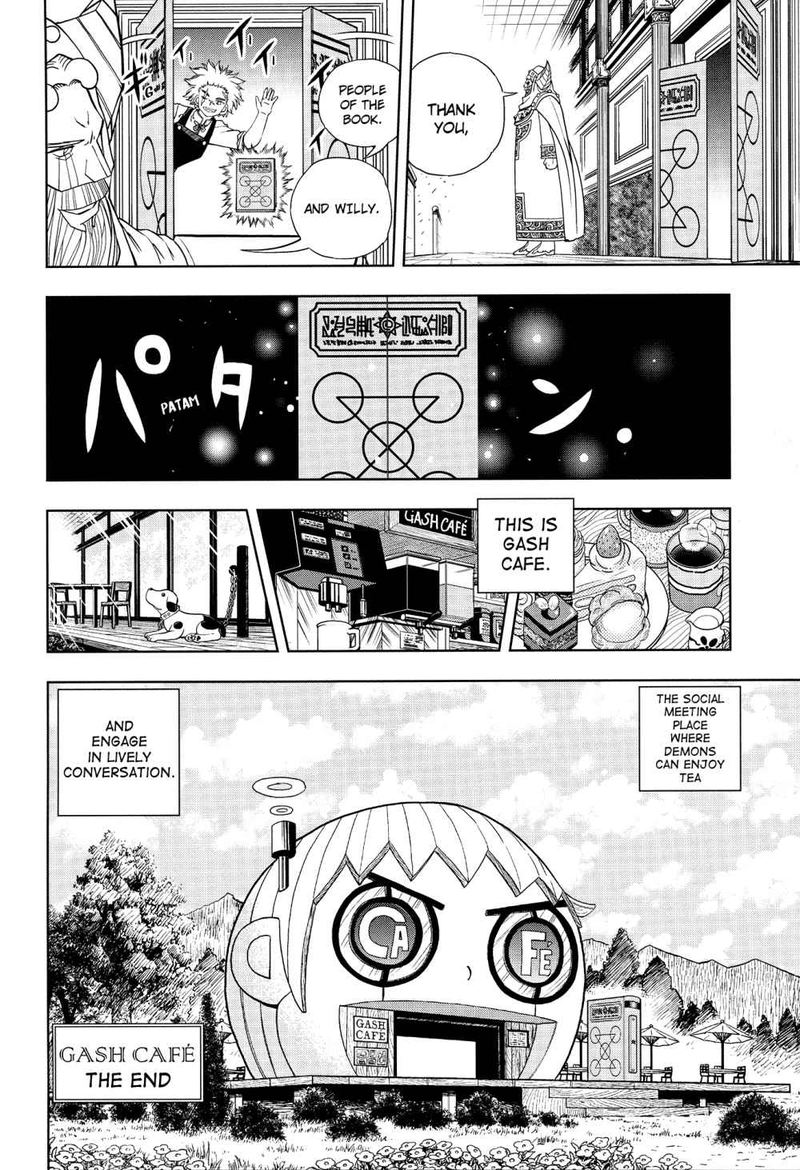 THANK
YOU,
PEOPLE
OF THE
BOOK.
AND WILLY.
ギイイイイ
パタン.
PATAM
THIS IS
GASH
CAFE.
GASH CAFÉ
THE SOCIAL
MEETING
PLACE
WHERE
DEMONS
CAN ENJOY
TEA
AND
ENGAGE
IN LIVELY
CONVERSATION.
CA
FÉ
GASH
CAFE
GASH CAFÉ
THE END